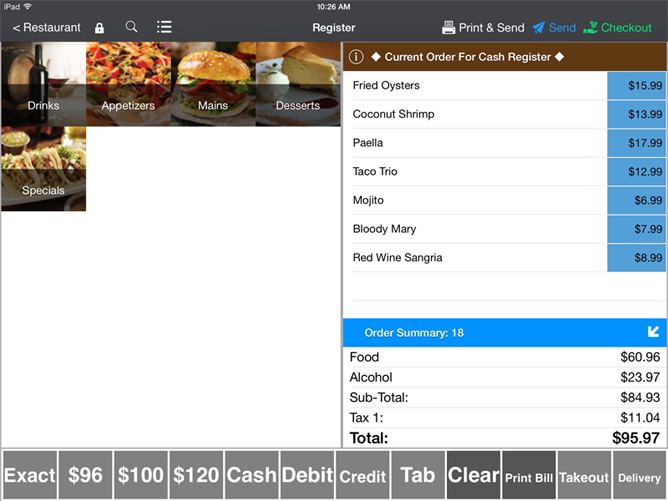 iPad 10:26 AM
< Restaurant Register Print & Send Send Checkout
Drinks Appetizers Mains Desserts
Specials
◆ Current Order For Cash Register ◆
Fried Oysters $15.99
Coconut Shrimp $13.99
Paella $17.99
Taco Trio $12.99
Mojito $6.99
Bloody Mary $7.99
Red Wine Sangria $8.99
Order Summary: 18
Food $60.96
Alcohol $23.97
Sub-Total: $84.93
Tax 1: $11.04
Total: $95.97
Exact $96 $100 $120 Cash Debit Credit Tab Clear Print Bill Takeout Delivery